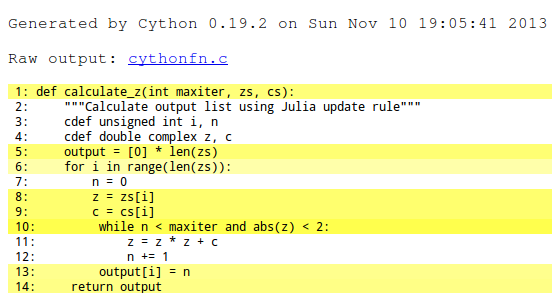 Generated by Cython 0.19.2 on Sun Nov 10 19:05:41 2013
Raw output: cythonfn.c
1: def calculate_z(int maxiter, zs, cs):
2:     """Calculate output list using Julia update rule"""
3:     cdef unsigned int i, n
4:     cdef double complex z, c
5:     output = [0] * len(zs)
6:     for i in range(len(zs)):
7:         n = 0
8:         z = zs[i]
9:         c = cs[i]
10:         while n < maxiter and abs(z) < 2:
11:             z = z * z + c
12:             n += 1
13:         output[i] = n
14:     return output